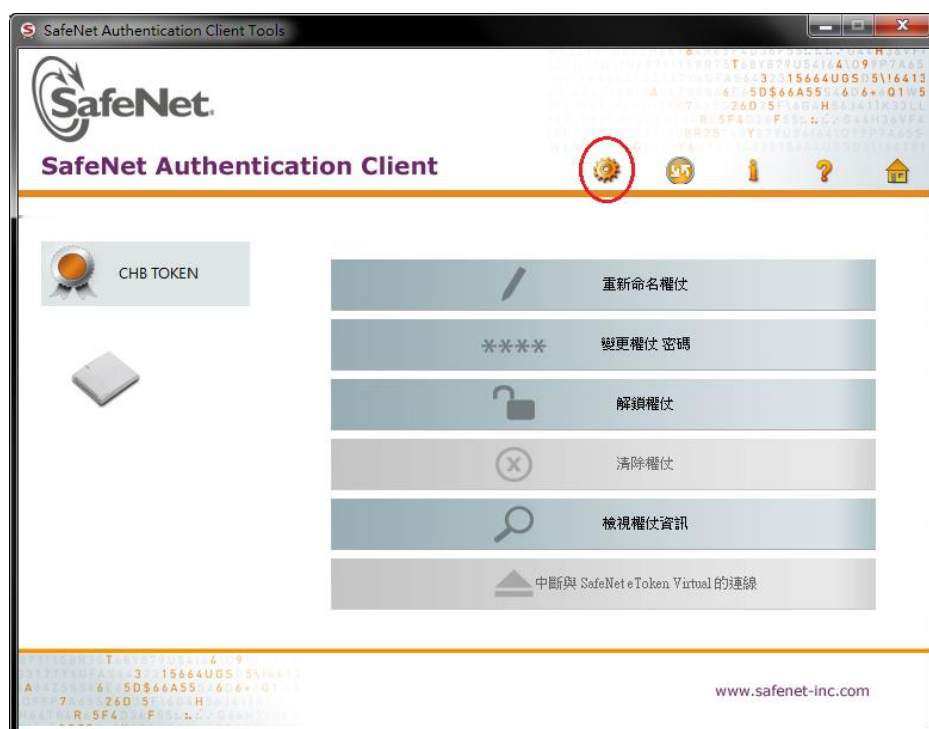 SafeNet Authentication Client Tools
SafeNet.
SafeNet Authentication Client
CHB TOKEN
重新命名權仗
變更權仗 密碼
解鎖權仗
清除權仗
檢視權仗資訊
中斷與 SafeNet eToken Virtual 的連線
www.safenet-inc.com